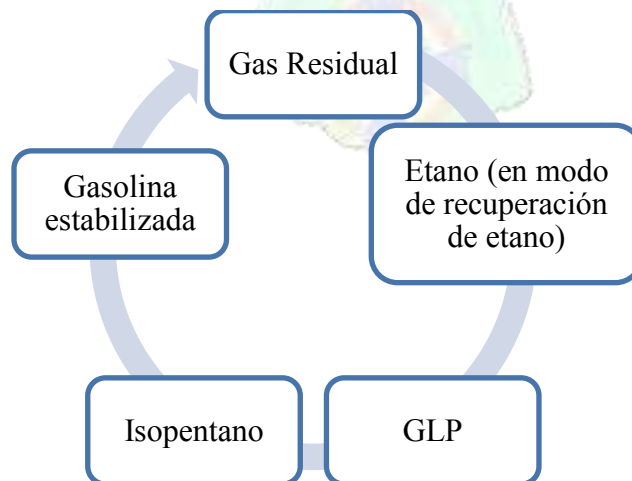 Gas Residual
Etano (en modo
de recuperación
de etano)
GLP
Isopentano
Gasolina
estabilizada